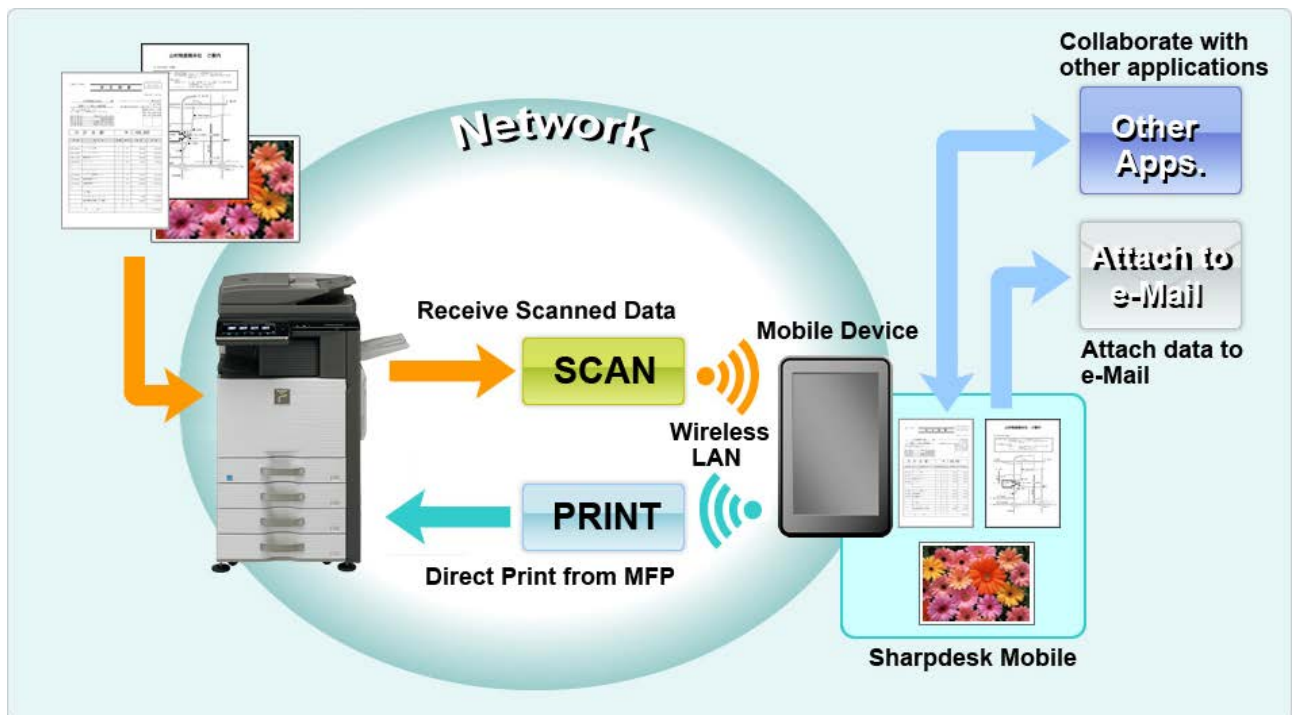 Collaborate with
other applications
Other
Apps.
Network
Attach to
e-Mail
Attach data to
e-Mail
Receive Scanned Data
SCAN
Mobile Device
Wireless
LAN
PRINT
Direct Print from MFP
Sharpdesk Mobile